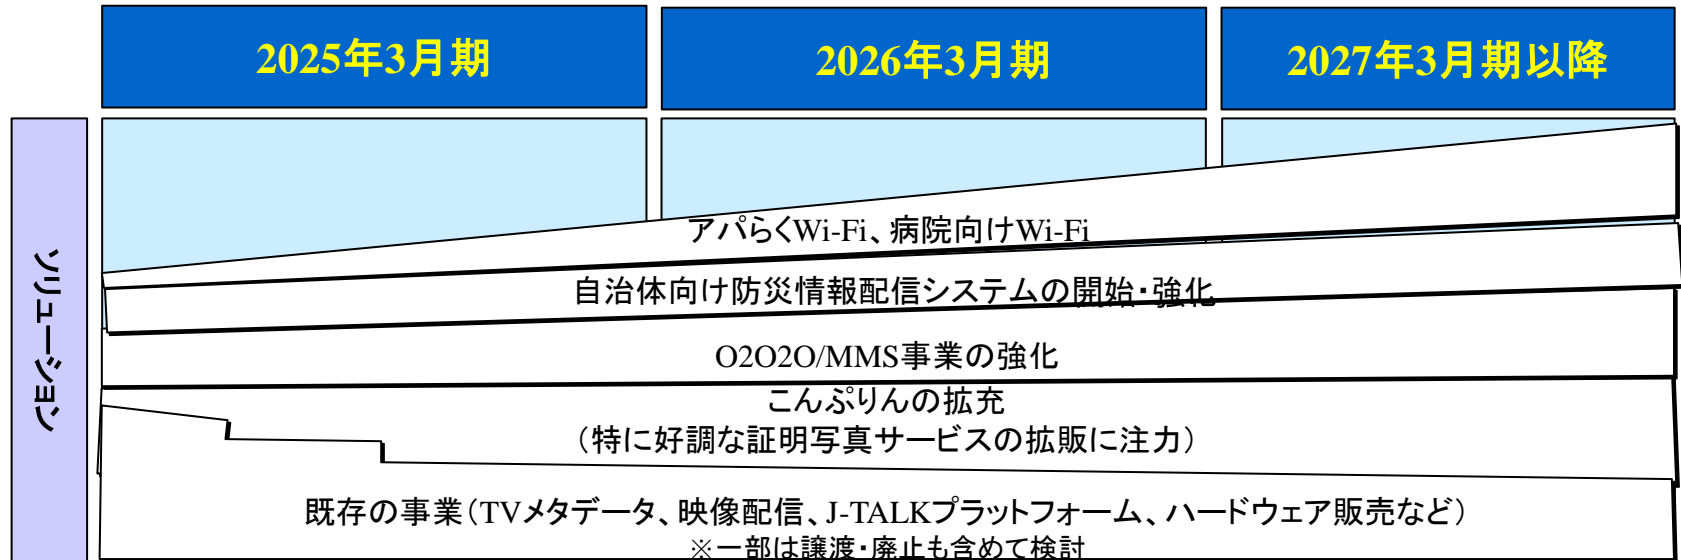 2025年3月期
2026年3月期
2027年3月期以降
ソリューション
アパらくWi-Fi、病院向けWi-Fi
自治体向け防災情報配信システムの開始・強化
O2O2O/MMS事業の強化
こんぷりんの拡充
（特に好調な証明写真サービスの拡販に注力）
既存の事業（TVメタデータ、映像配信、J-TALKプラットフォーム、ハードウェア販売など）
※一部は譲渡・廃止も含めて検討